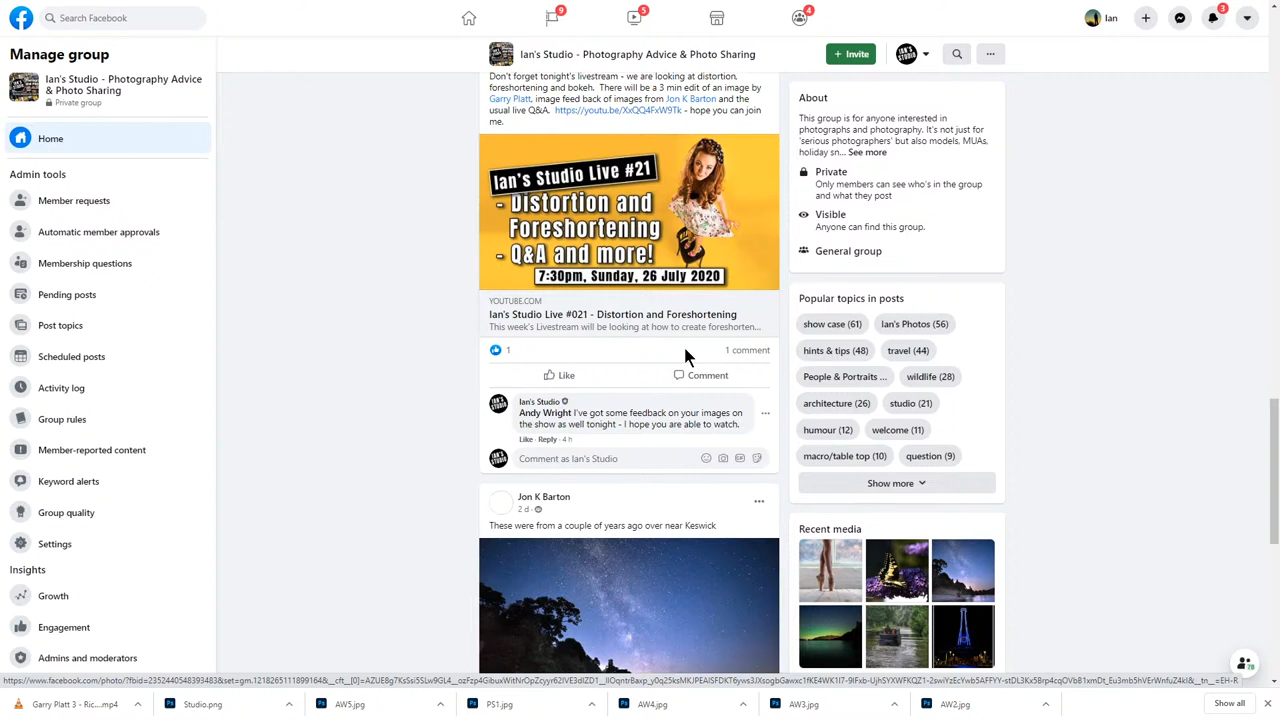 Search Facebook
9
5
4
Ian
3
Manage group
Ian's Studio - Photography Advice
& Photo Sharing
Private group
Home
Admin tools
Member requests
Automatic member approvals
Membership questions
Pending posts
Post topics
Scheduled posts
Activity log
Group rules
Member-reported content
Keyword alerts
Group quality
Settings
Insights
Growth
Engagement
Admins and moderators
IAN'S STUDIO
Ian's Studio - Photography Advice & Photo Sharing
+ Invite
Don't forget tonight's livestream - we are looking at distortion,
foreshortening and bokeh. There will be a 3 min edit of an image by
Garry Platt, image feed back of images from Jon K Barton and the
usual live Q&A. https://youtu.be/XxQQ4FxW9Tk - hope you can join
me.
Ian's Studio Live #21
- Distortion and
Foreshortening
- Q&A and more!
7:30pm, Sunday, 26 July 2020
YOUTUBE.COM
Ian's Studio Live #021 - Distortion and Foreshortening
This week's Livestream will be looking at how to create foreshorten...
1
1 comment
Like
Comment
Ian's Studio
Andy Wright I've got some feedback on your images on
the show as well tonight - I hope you are able to watch.
Like · Reply · 4 h
Comment as Ian's Studio
Jon K Barton
2 d ·
These were from a couple of years ago over near Keswick
About
This group is for anyone interested in
photographs and photography. It's not just for
'serious photographers' but also models, MUAs,
holiday sn... See more
Private
Only members can see who's in the group
and what they post
Visible
Anyone can find this group.
General group
Popular topics in posts
show case (61) Ian's Photos (56)
hints & tips (48) travel (44)
People & Portraits ... wildlife (28)
architecture (26) studio (21)
humour (12) welcome (11)
macro/table top (10) question (9)
Show more
Recent media
Garry Platt 3 - Ric....mp4
Studio.png
AW5.jpg
PS1.jpg
AW4.jpg
AW3.jpg
AW2.jpg
Show all